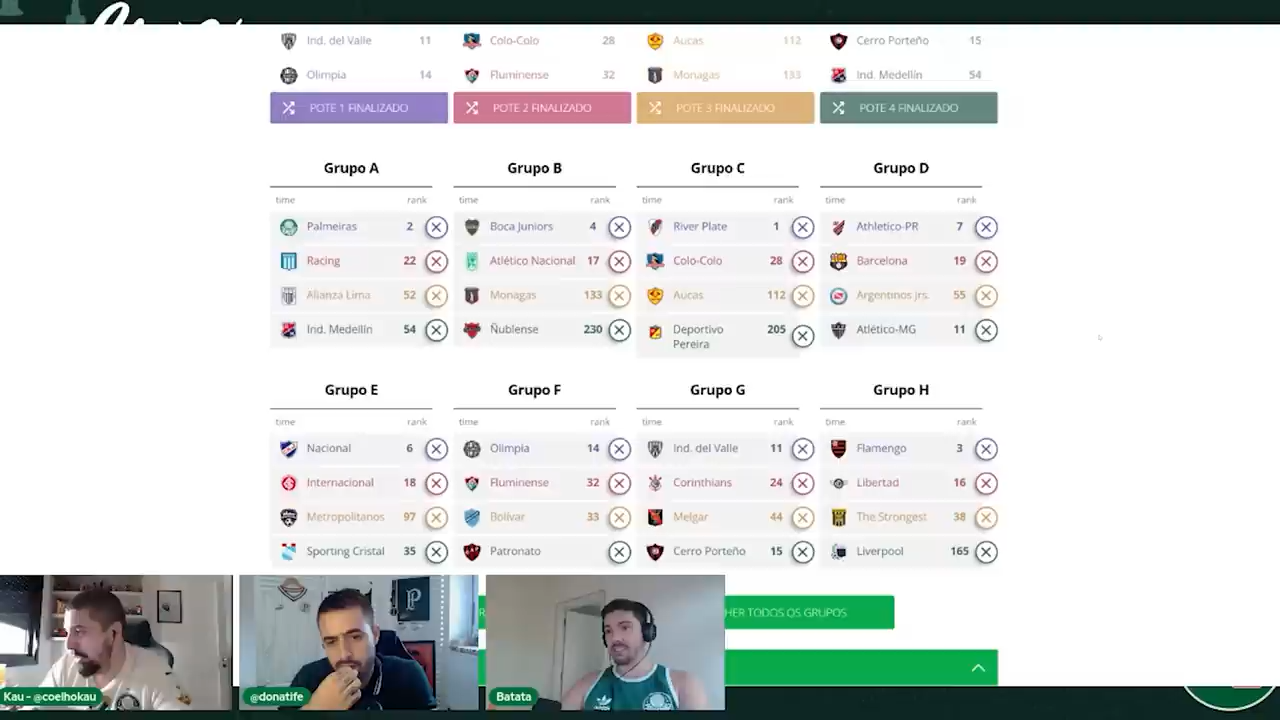 Ind. del Valle 11 Colo-Colo 28 Aucas 112 Cerro Porteño 15
Olimpia 14 Fluminense 32 Monagas 133 Ind. Medellín 54
POTE 1 FINALIZADO POTE 2 FINALIZADO POTE 3 FINALIZADO POTE 4 FINALIZADO
Grupo A Grupo B Grupo C Grupo D
time rank time rank time rank time rank
Palmeiras 2 Boca Juniors 4 River Plate 1 Athletico-PR 7
Racing 22 Atlético Nacional 17 Colo-Colo 28 Barcelona 19
Alianza Lima 52 Monagas 133 Aucas 112 Argentinos Jrs. 55
Ind. Medellín 54 Ñublense 230 Deportivo 205 Atlético-MG 11
Pereira
Grupo E Grupo F Grupo G Grupo H
time rank time rank time rank time rank
Nacional 6 Olimpia 14 Ind. del Valle 11 Flamengo 3
Internacional 18 Fluminense 32 Corinthians 24 Libertad 16
Metropolitanos 97 Bolívar 33 Melgar 44 The Strongest 38
Sporting Cristal 35 Patronato Cerro Porteño 15 Liverpool 165
HER TODOS OS GRUPOS
P
Kau - @coelhokau @donatife Batata